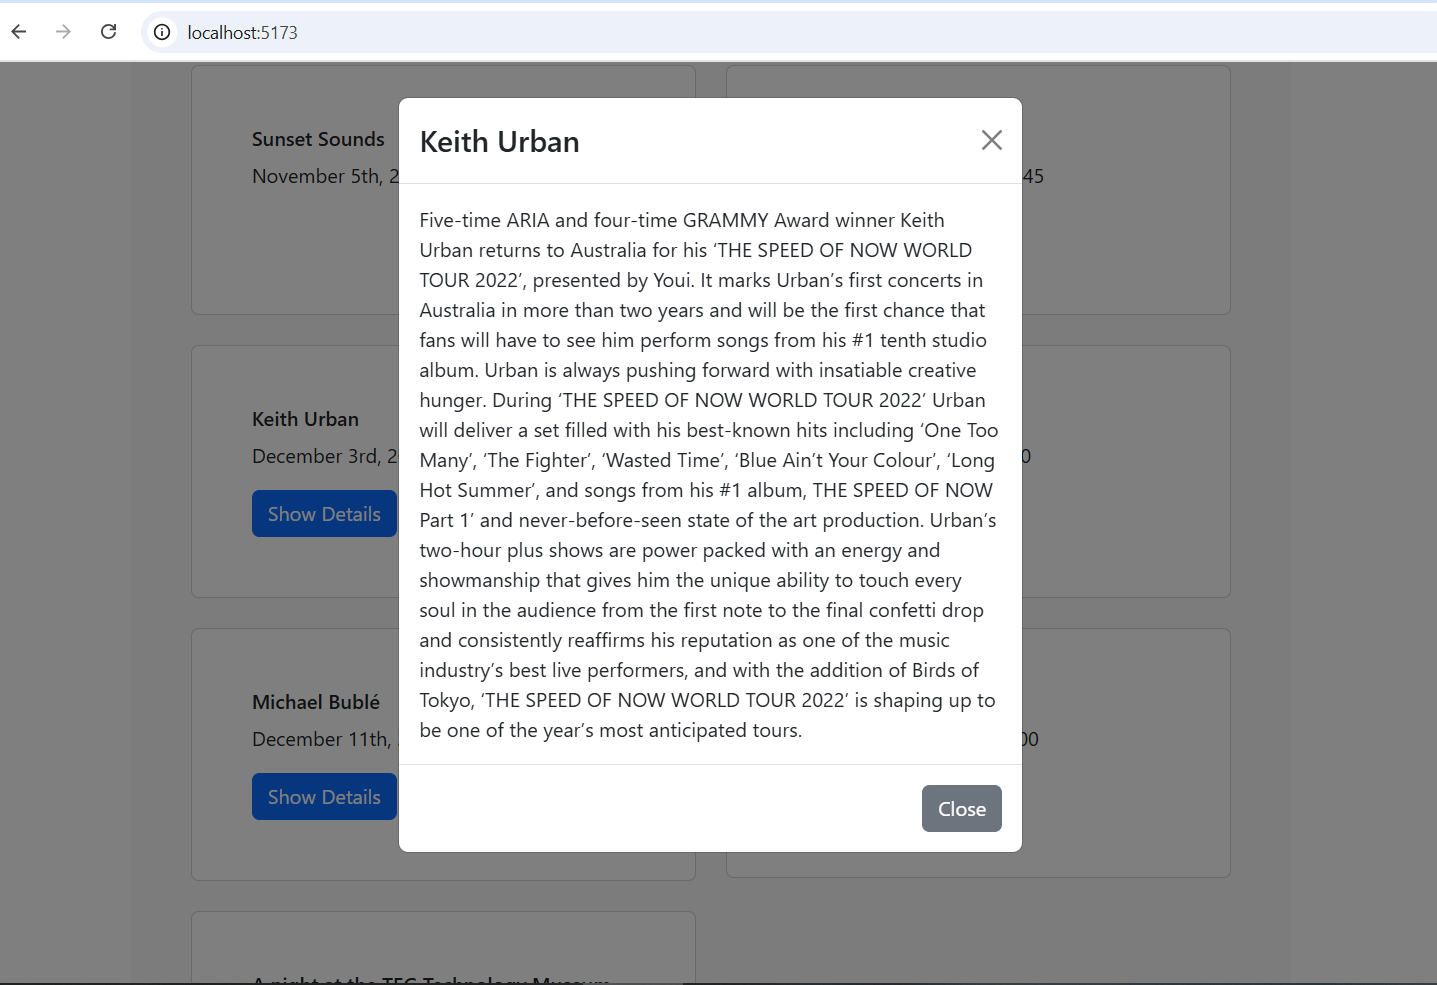 localhost:5173
Sunset Sounds
November 5th, 2
45
Keith Urban
Five-time ARIA and four-time GRAMMY Award winner Keith
Urban returns to Australia for his ‘THE SPEED OF NOW WORLD
TOUR 2022’, presented by Youi. It marks Urban’s first concerts in
Australia in more than two years and will be the first chance that
fans will have to see him perform songs from his #1 tenth studio
album. Urban is always pushing forward with insatiable creative
hunger. During ‘THE SPEED OF NOW WORLD TOUR 2022’ Urban
will deliver a set filled with his best-known hits including ‘One Too
Many’, ‘The Fighter’, ‘Wasted Time’, ‘Blue Ain’t Your Colour’, ‘Long
Hot Summer’, and songs from his #1 album, THE SPEED OF NOW
Part 1’ and never-before-seen state of the art production. Urban’s
two-hour plus shows are power packed with an energy and
showmanship that gives him the unique ability to touch every
soul in the audience from the first note to the final confetti drop
and consistently reaffirms his reputation as one of the music
industry’s best live performers, and with the addition of Birds of
Tokyo, ‘THE SPEED OF NOW WORLD TOUR 2022’ is shaping up to
be one of the year’s most anticipated tours.
Close
Keith Urban
December 3rd, 2
0
Show Details
Michael Bublé
December 11th,
00
Show Details
A night at the TEG Technology Museum